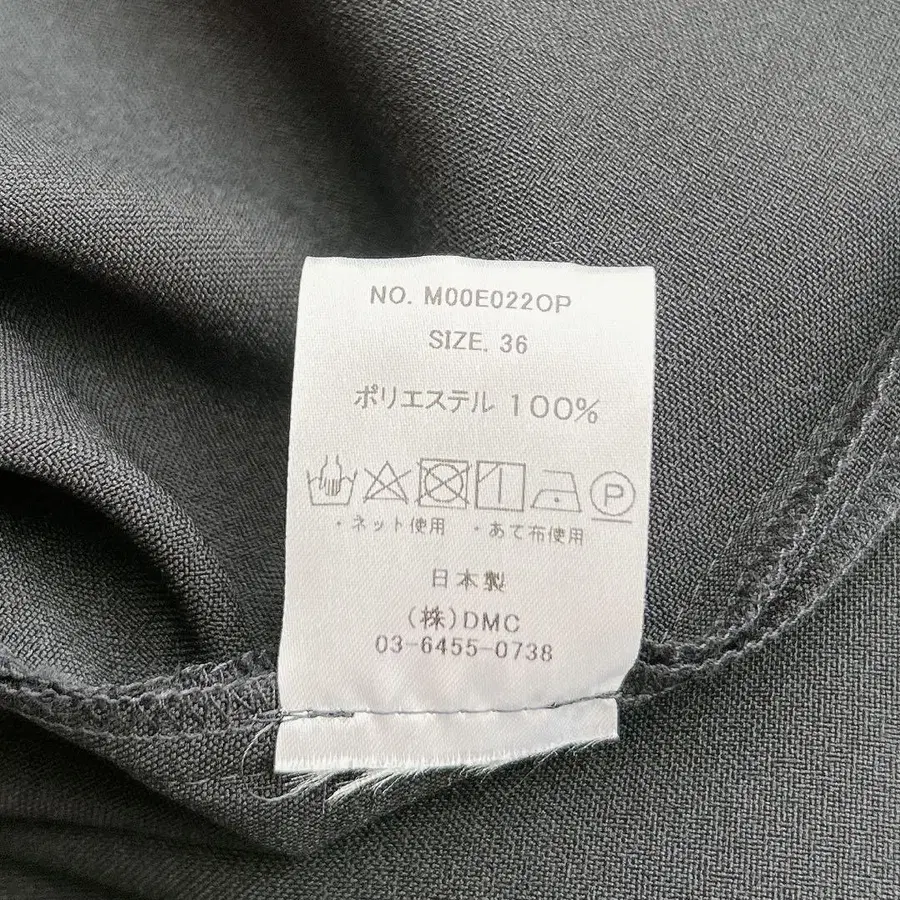 NO. M00E022OP
SIZE. 36
ポリエステル 100%
P
・ネット使用 ・あて布使用
日本製
(株)DMC
03-6455-0738